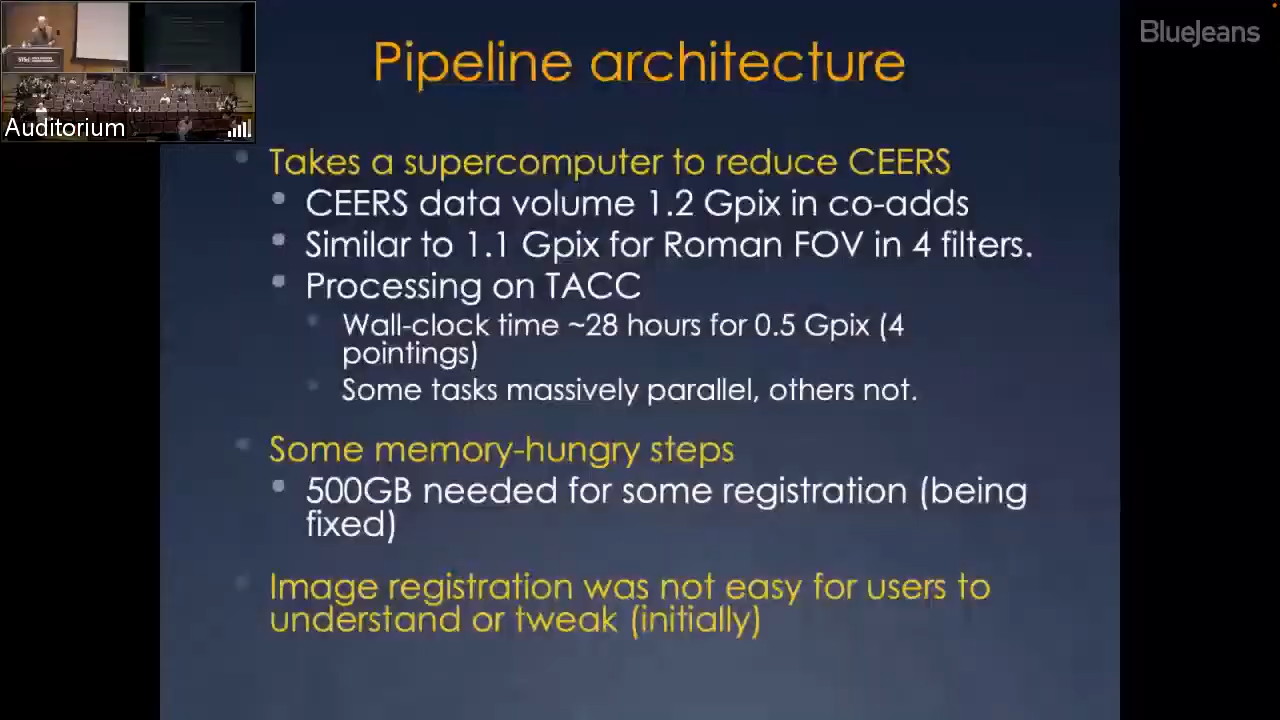 Pipeline architecture
BlueJeans
Auditorium
Takes a supercomputer to reduce CEERS
CEERS data volume 1.2 Gpix in co-adds
Similar to 1.1 Gpix for Roman FOV in 4 filters.
Processing on TACC
Wall-clock time ~28 hours for 0.5 Gpix (4
pointings)
Some tasks massively parallel, others not.
Some memory-hungry steps
500GB needed for some registration (being
fixed)
Image registration was not easy for users to
understand or tweak (initially)